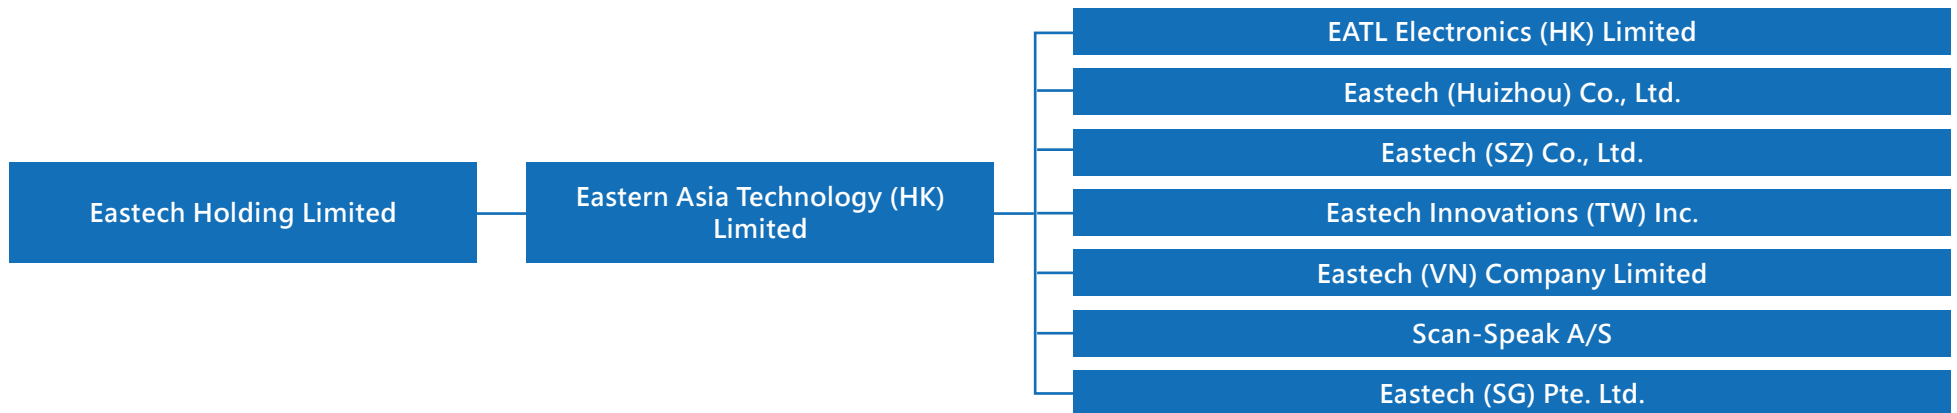 Eastech Holding Limited
Eastern Asia Technology (HK)
Limited
EATL Electronics (HK) Limited
Eastech (Huizhou) Co., Ltd.
Eastech (SZ) Co., Ltd.
Eastech Innovations (TW) Inc.
Eastech (VN) Company Limited
Scan-Speak A/S
Eastech (SG) Pte. Ltd.